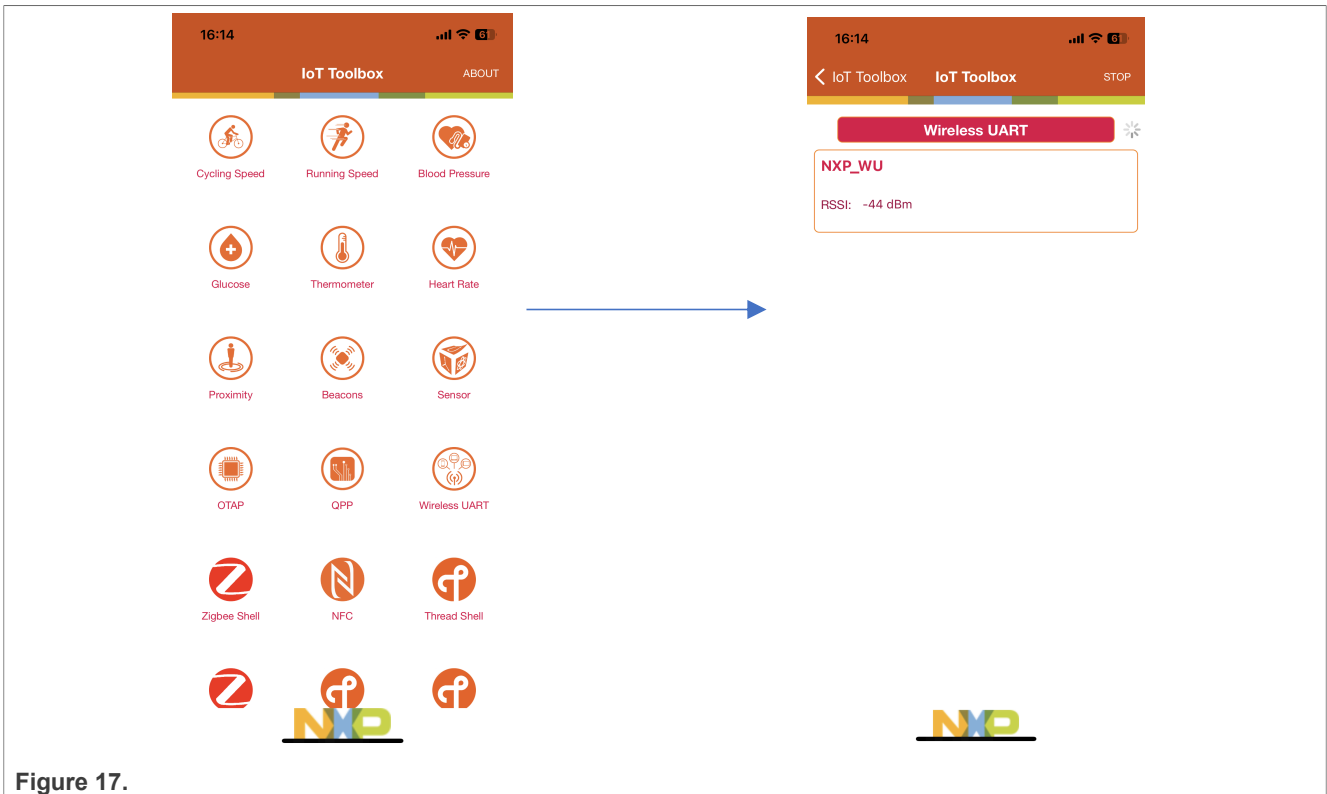 16:14
61
IoT Toolbox ABOUT
Cycling Speed Running Speed Blood Pressure
Glucose Thermometer Heart Rate
Proximity Beacons Sensor
OTAP QPP Wireless UART
Zigbee Shell NFC Thread Shell
NXP
16:14
61
IoT Toolbox IoT Toolbox STOP
Wireless UART
NXP_WU
RSSI: -44 dBm
NXP
Figure 17.